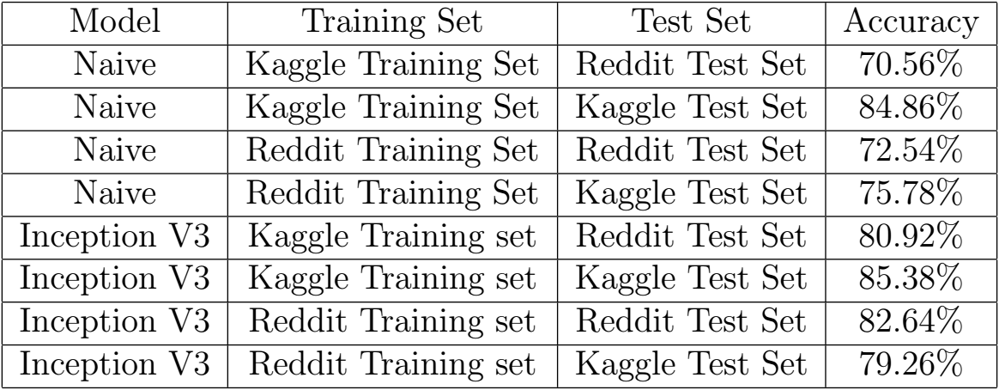 Model Training Set Test Set Accuracy
Naive Kaggle Training Set Reddit Test Set 70.56%
Naive Kaggle Training Set Kaggle Test Set 84.86%
Naive Reddit Training Set Reddit Test Set 72.54%
Naive Reddit Training Set Kaggle Test Set 75.78%
Inception V3 Kaggle Training set Reddit Test Set 80.92%
Inception V3 Kaggle Training set Kaggle Test Set 85.38%
Inception V3 Reddit Training set Reddit Test Set 82.64%
Inception V3 Reddit Training set Kaggle Test Set 79.26%